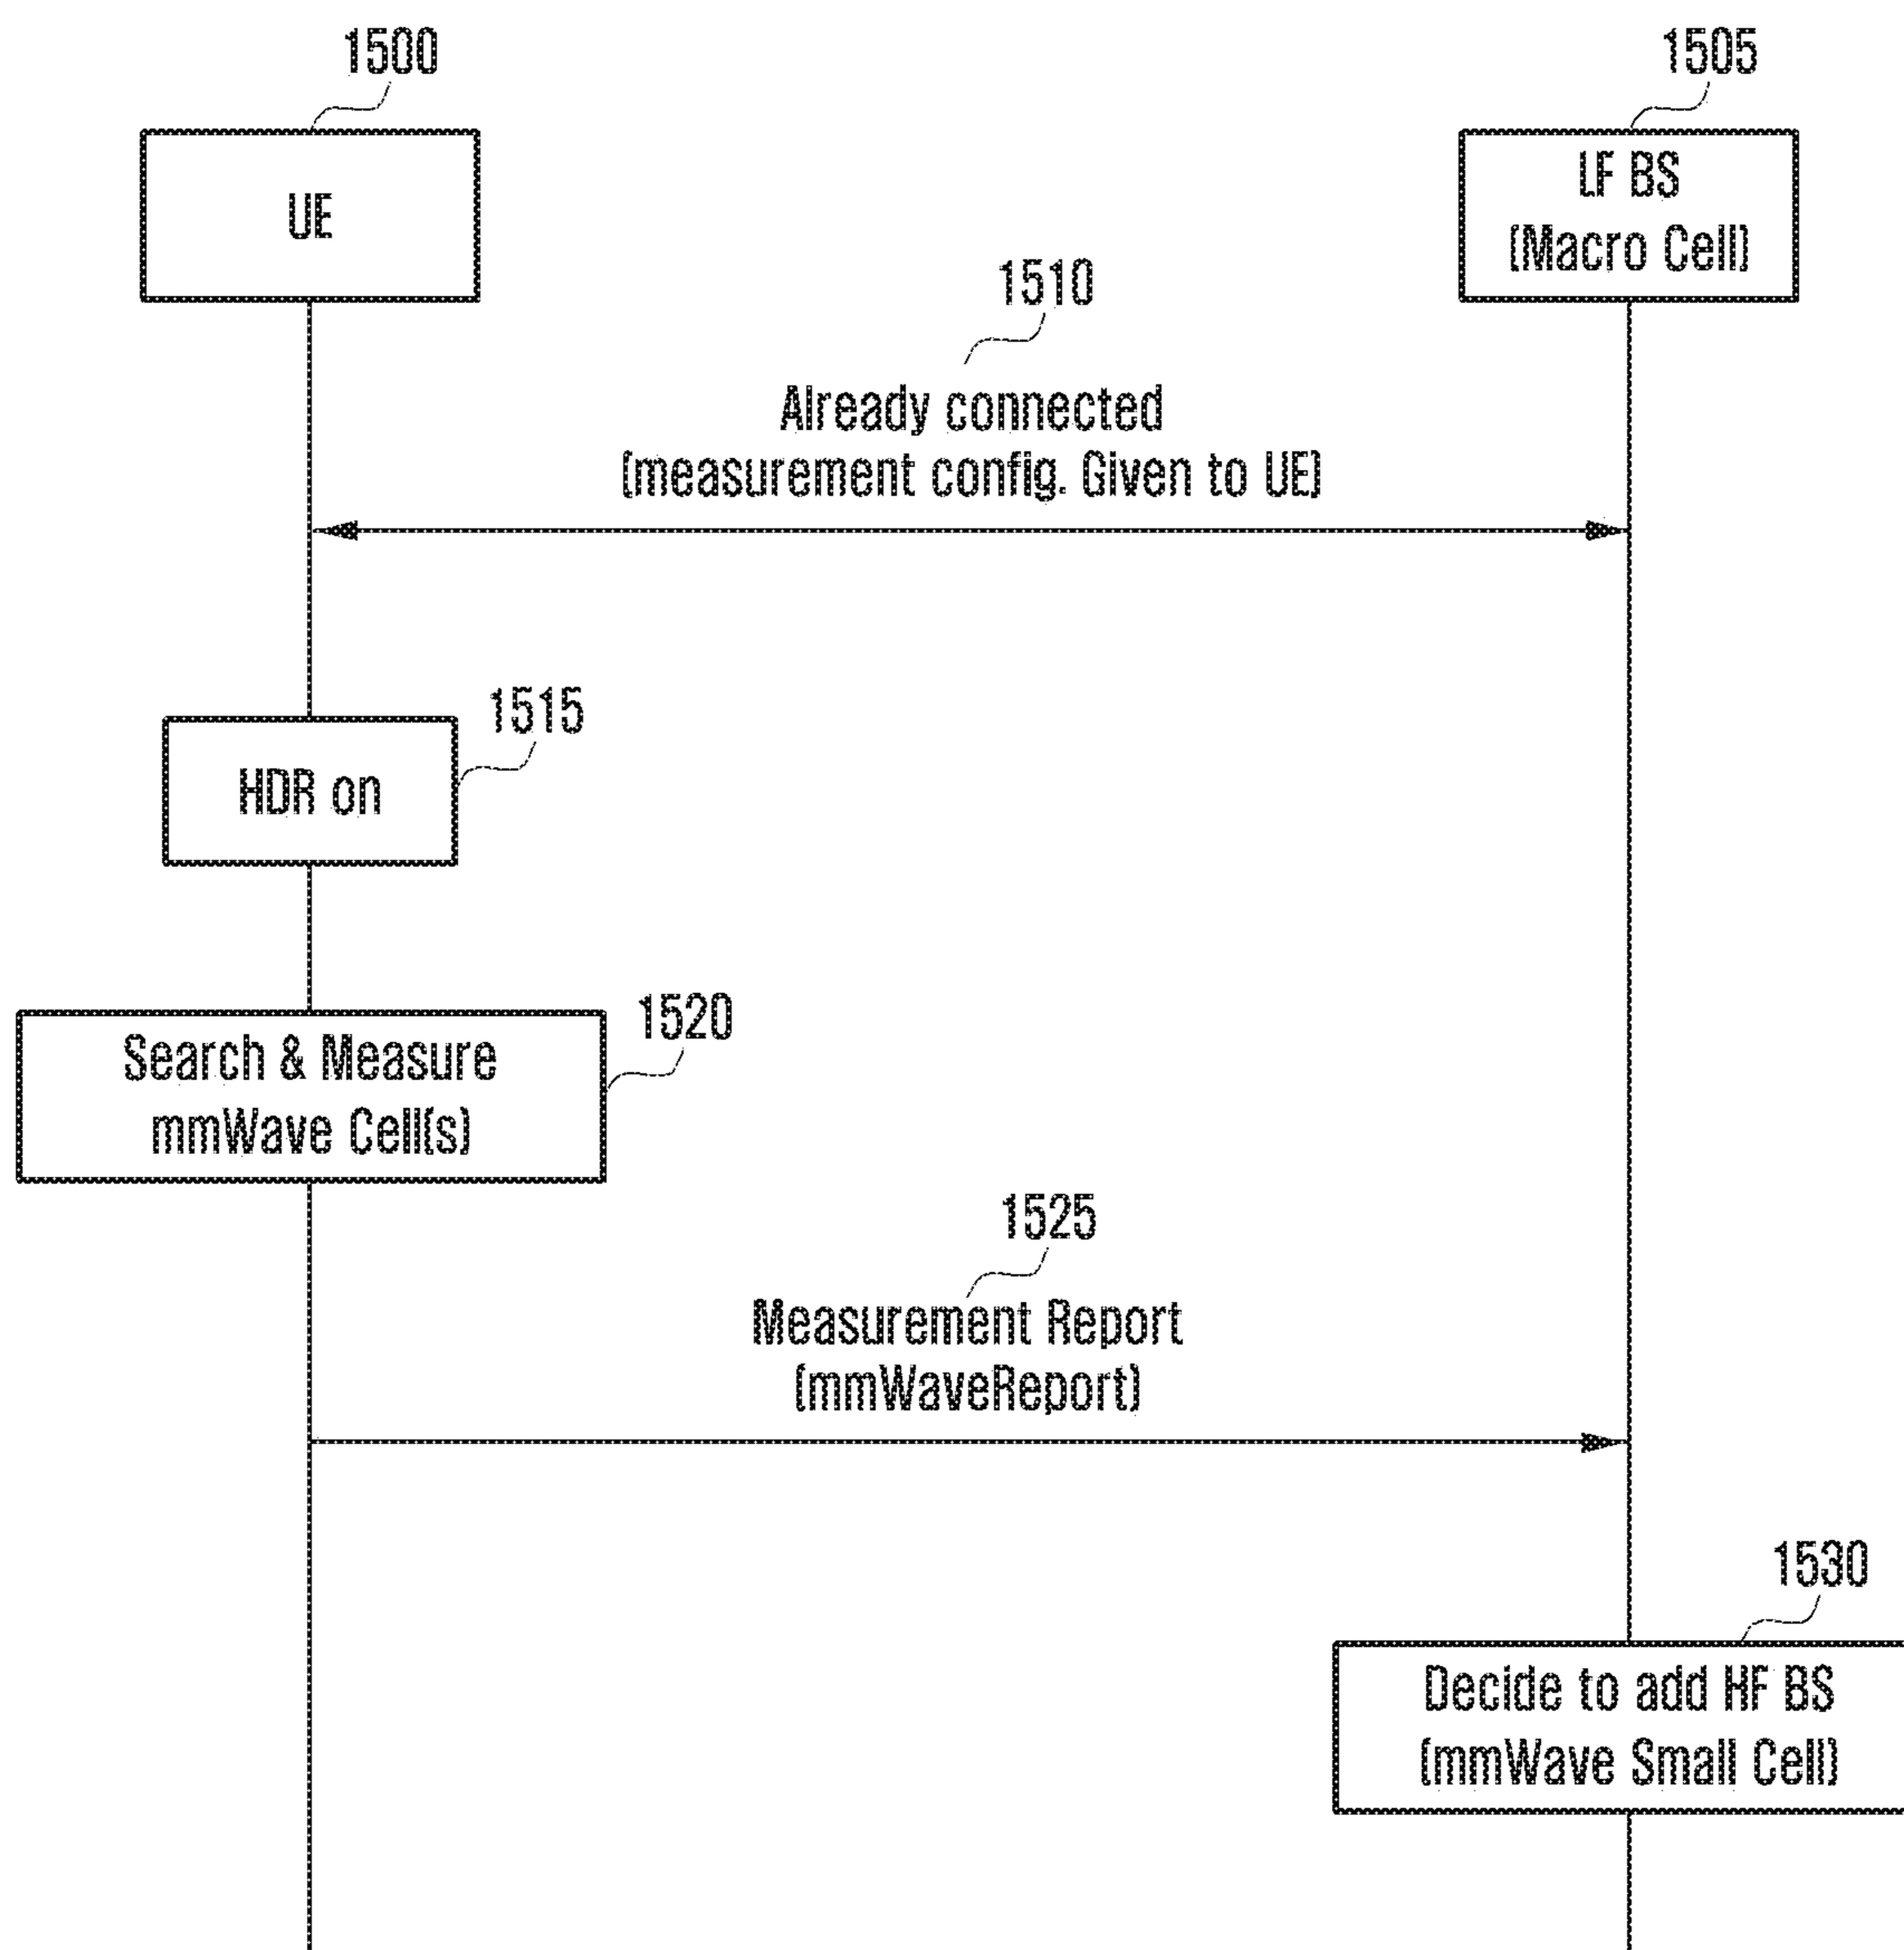 1500
1505
UE
LF BS
(Macro Cell)
1510
Already connected
(measurement config. Given to UE)
1515
HDR on
1520
Search & Measure
mmWave Cell(s)
1525
Measurement Report
(mmWaveReport)
1530
Decide to add HF BS
(mmWave Small Cell)